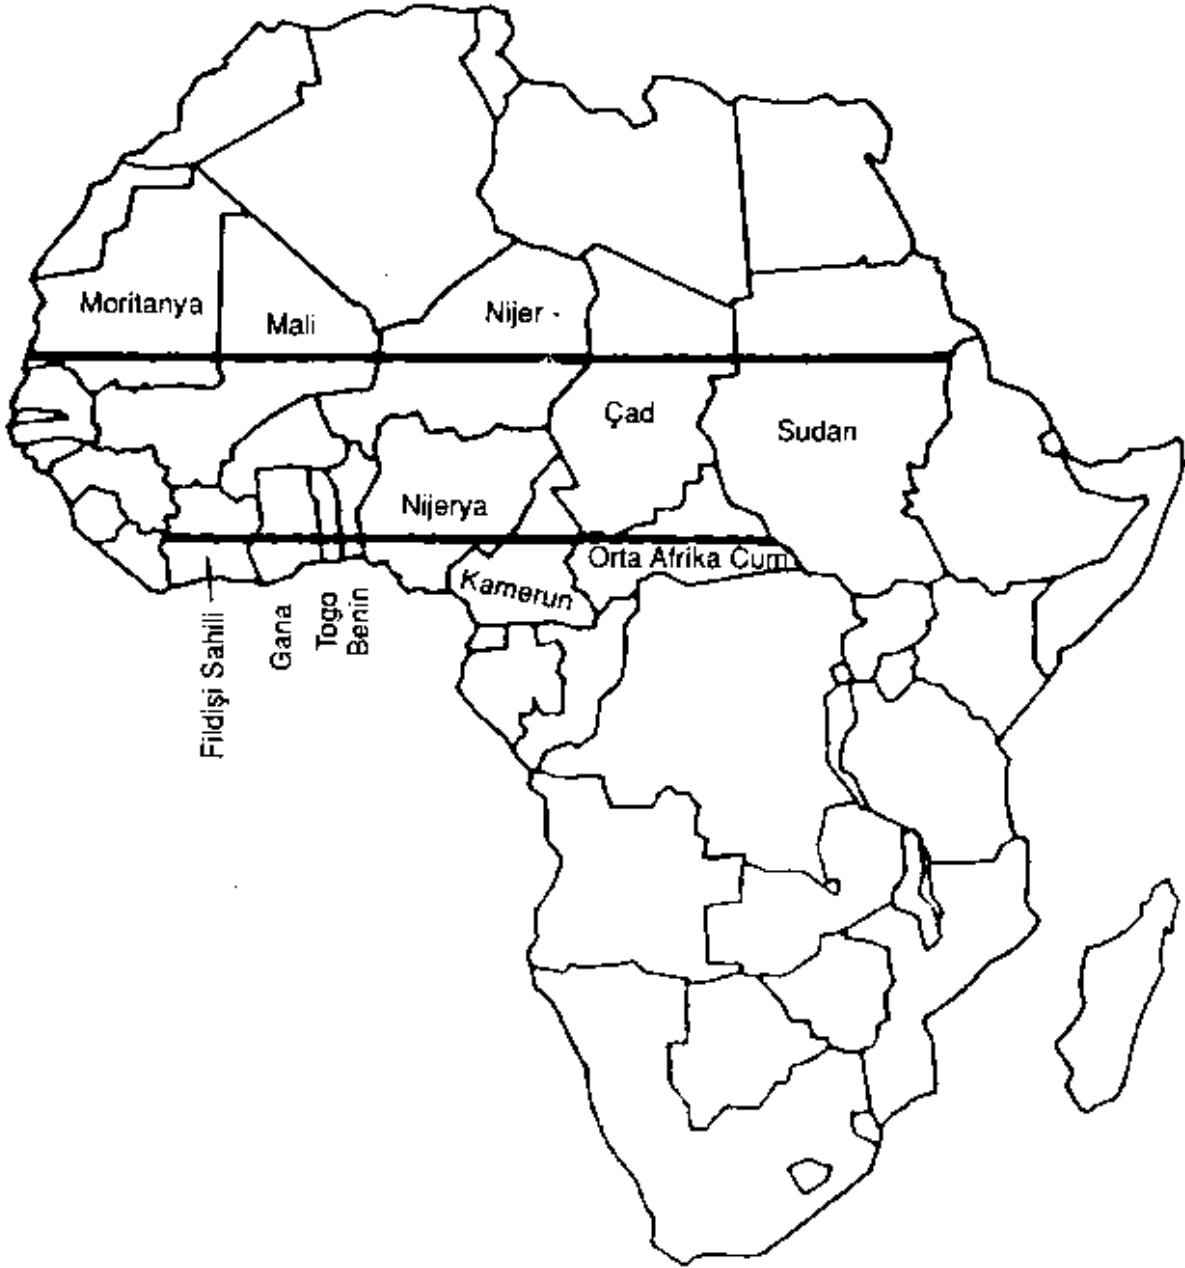 Moritanya
Mali
Nijer
Çad
Sudan
Nijerya
Orta Afrika Cum
Kamerun
Fildişi Sahili
Gana
Togo
Benin